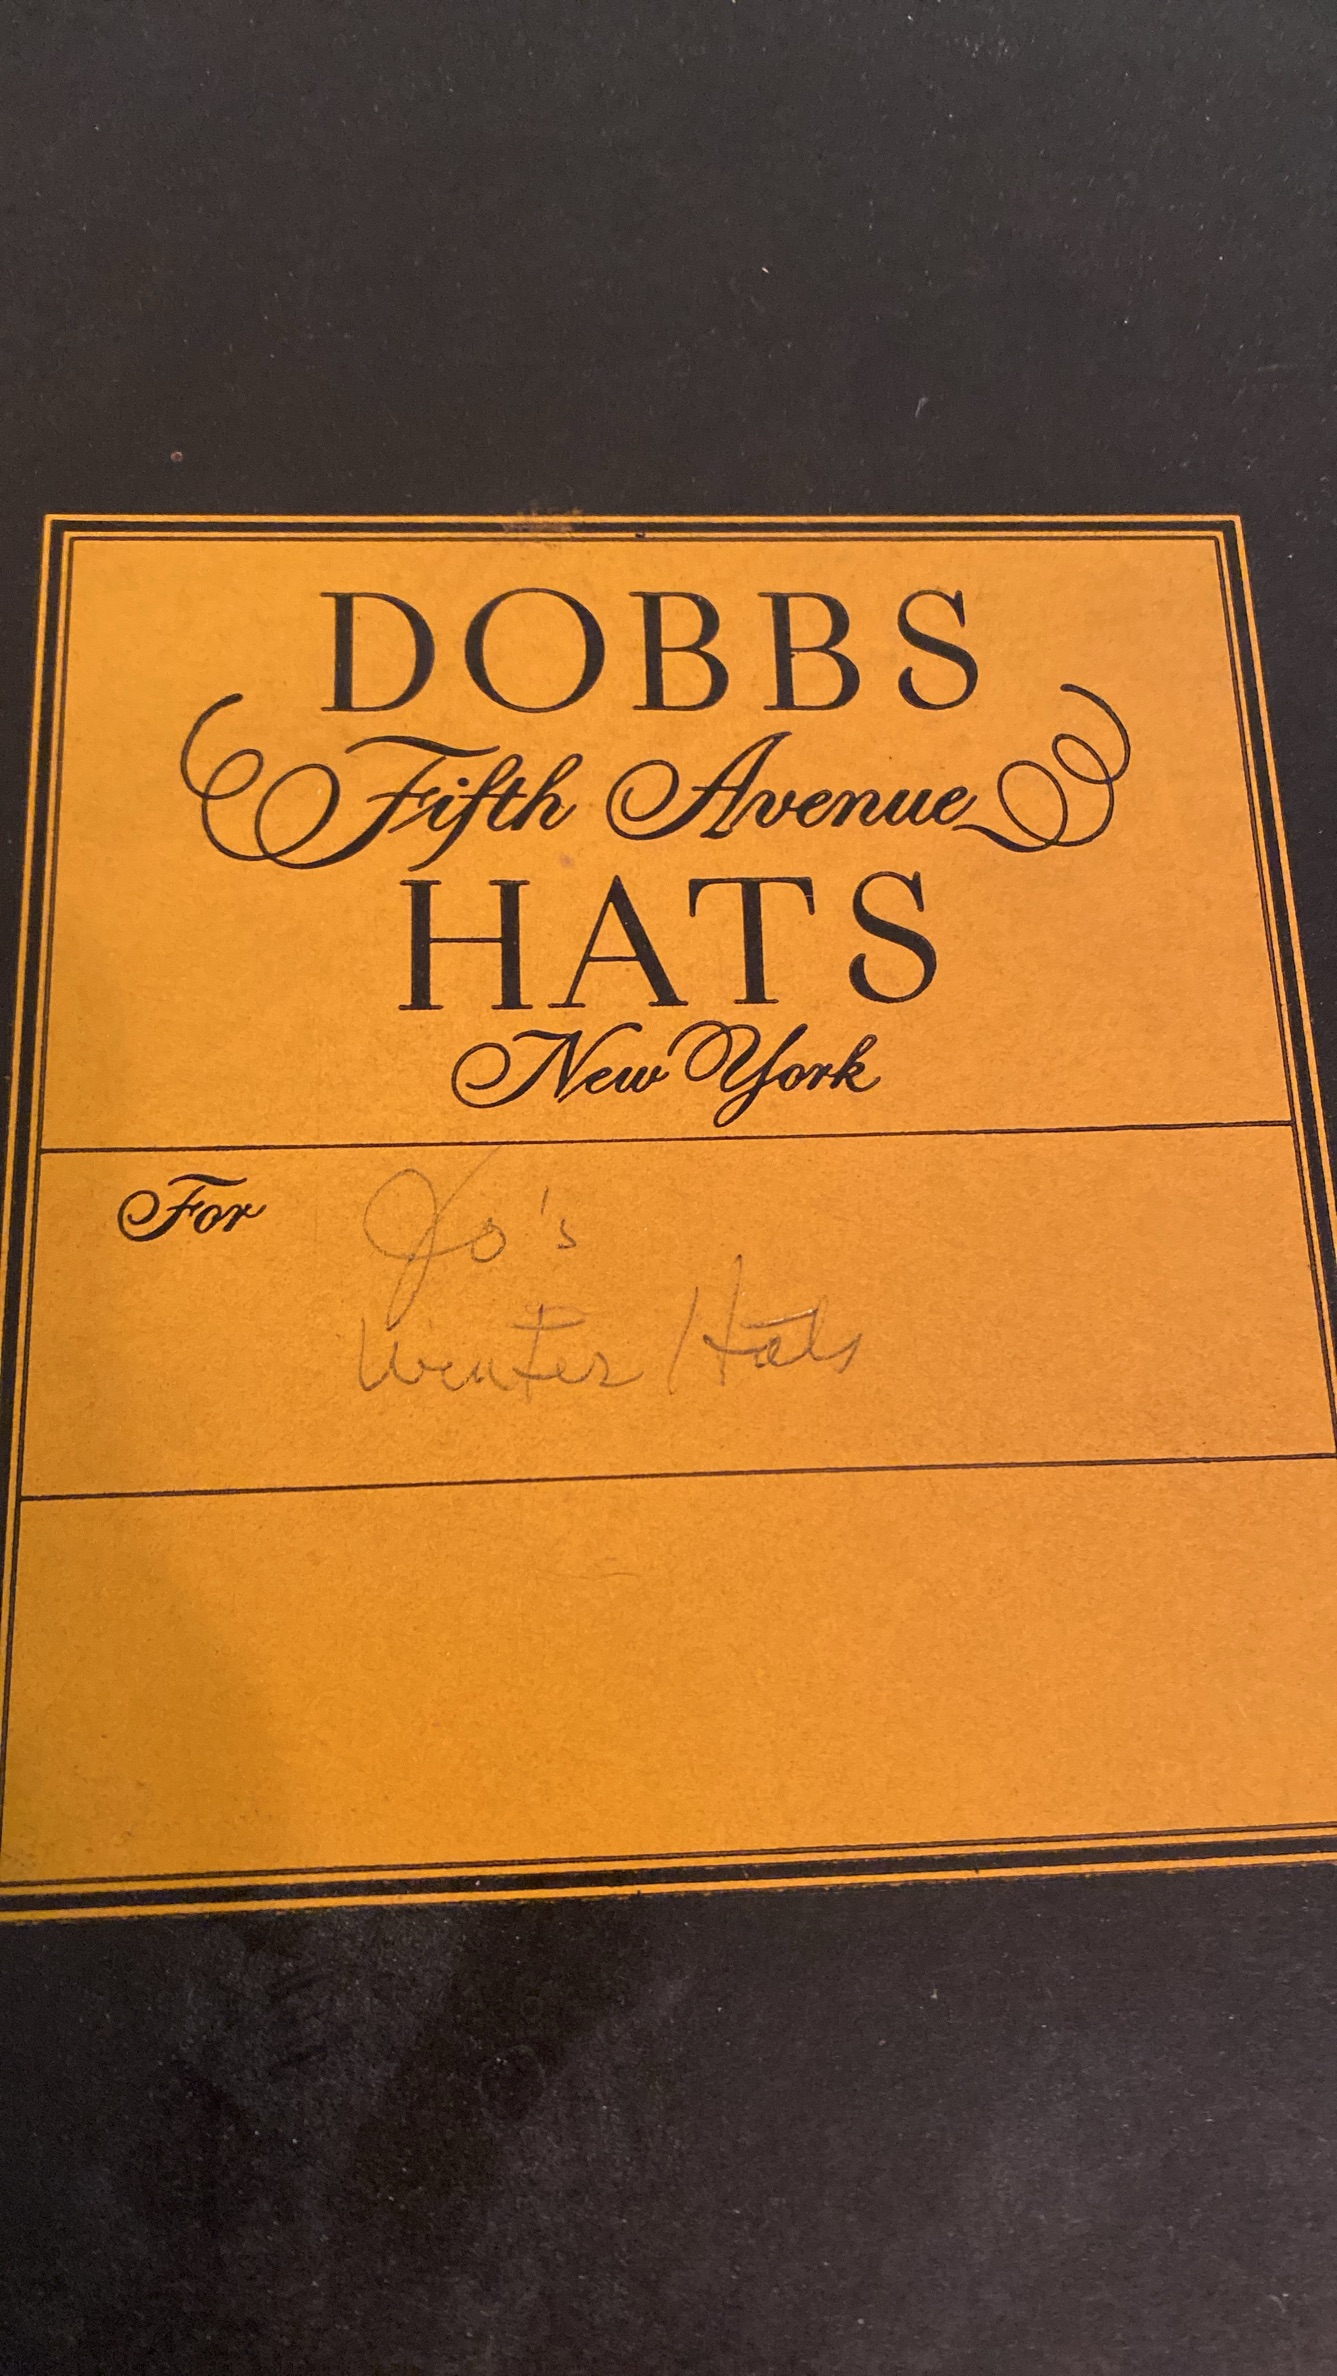 DOBBS
Fifth Avenue
HATS
New York
For Jo's
Winter Hats